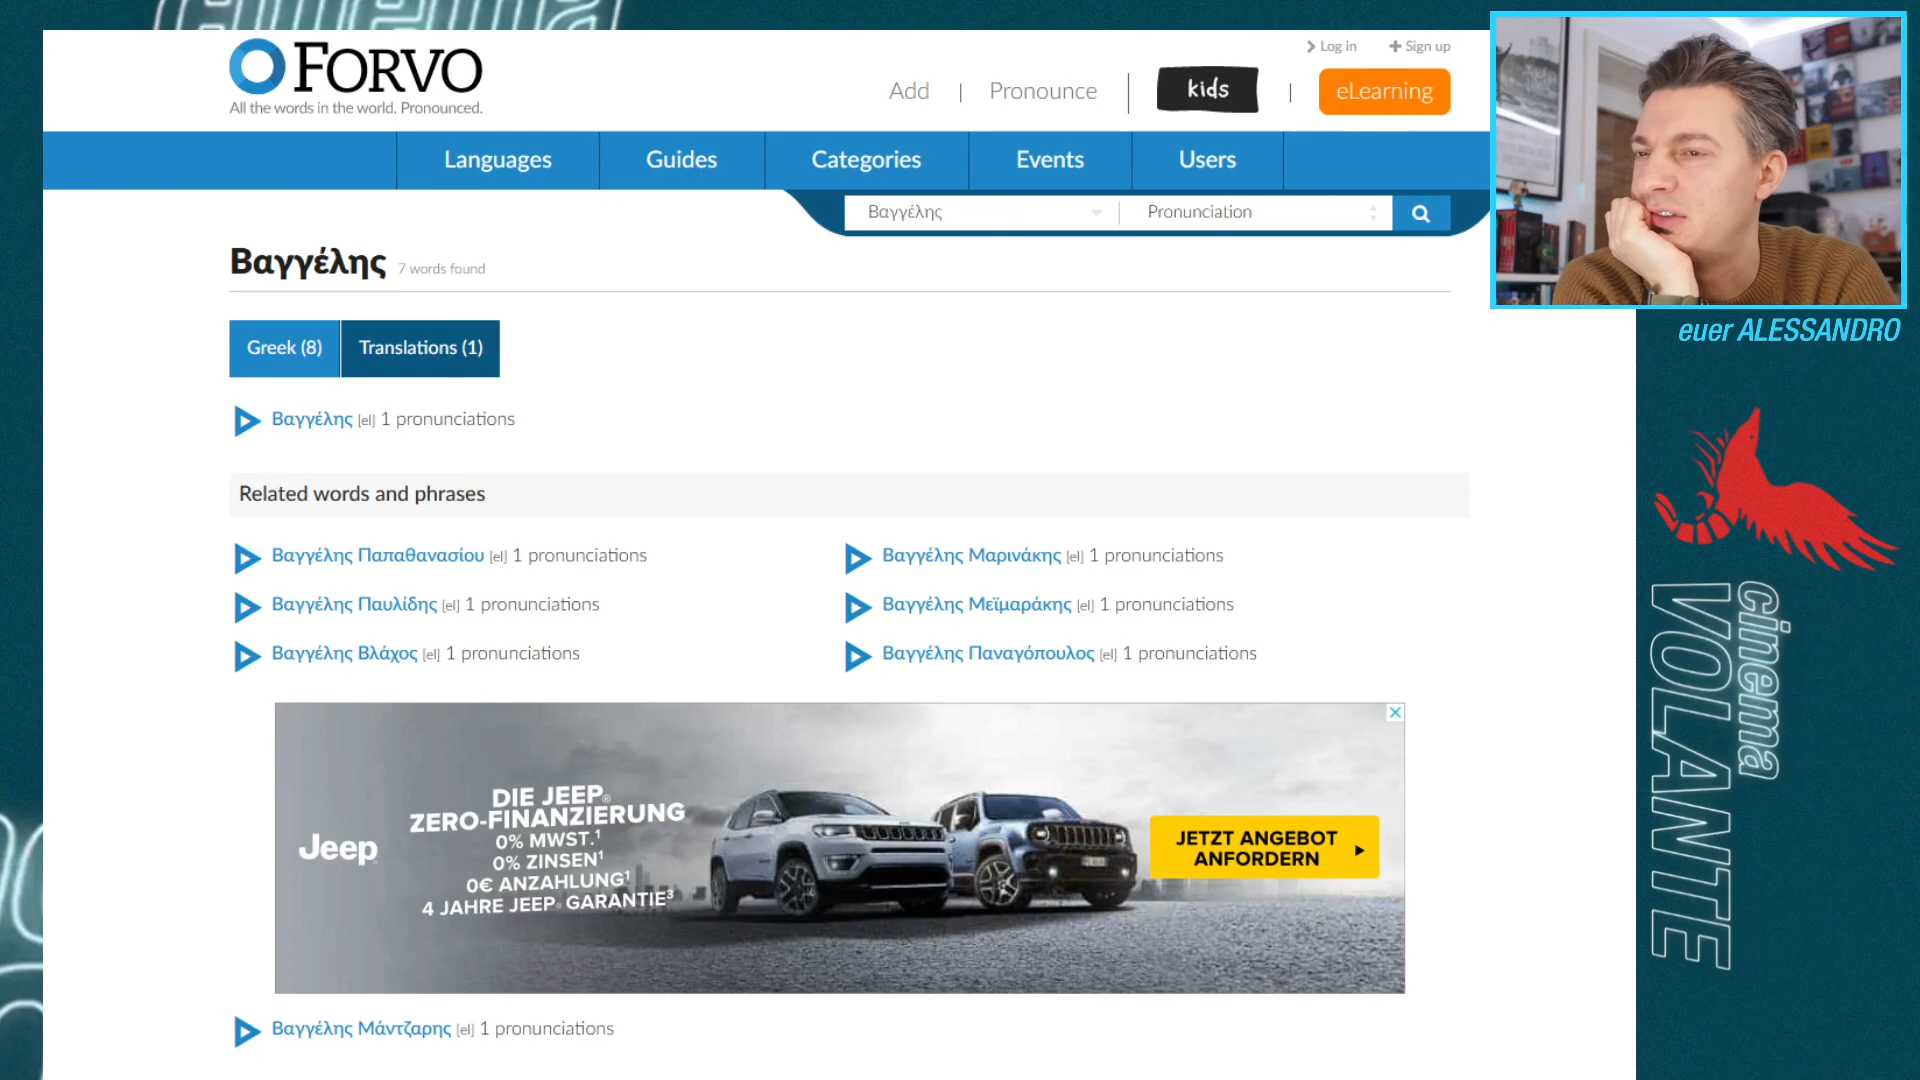 FORVO
All the words in the world. Pronounced.
Log in
Sign up
Add | Pronounce | kids | eLearning
Languages
Guides
Categories
Events
Users
Βαγγέλης
Pronunciation
Βαγγέλης 7 words found
Greek (8)
Translations (1)
Βαγγέλης [el] 1 pronunciations
Related words and phrases
Βαγγέλης Παπαθανασίου [el] 1 pronunciations
Βαγγέλης Μαρινάκης [el] 1 pronunciations
Βαγγέλης Παυλίδης [el] 1 pronunciations
Βαγγέλης Μεϊμαράκης [el] 1 pronunciations
Βαγγέλης Βλάχος [el] 1 pronunciations
Βαγγέλης Παναγόπουλος [el] 1 pronunciations
Jeep
DIE JEEP®
ZERO-FINANZIERUNG
0% MWST.¹
0% ZINSEN¹
0€ ANZAHLUNG¹
4 JAHRE JEEP® GARANTIE³
JETZT ANGEBOT
ANFORDERN
Βαγγέλης Μάντζαρης [el] 1 pronunciations
euer ALESSANDRO
cinema
VOLANTE